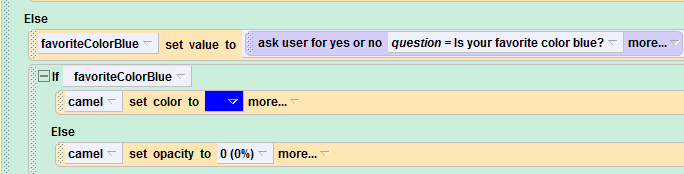 Else
favoriteColorBlue set value to ask user for yes or no question = Is your favorite color blue? more...
If favoriteColorBlue
camel set color to more...
Else
camel set opacity to 0 (0%) more...